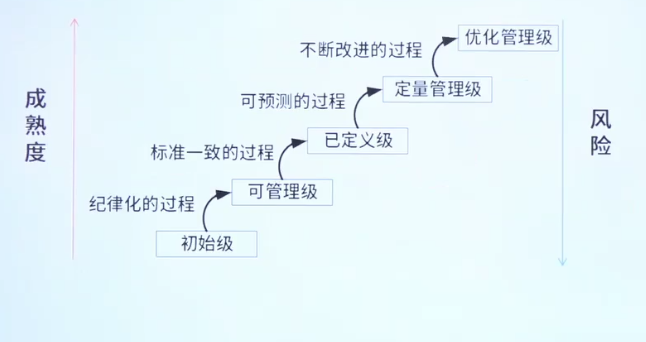 优化管理级
不断改进的过程
定量管理级
可预测的过程
已定义级
标准一致的过程
可管理级
纪律化的过程
初始级
成熟度
风险